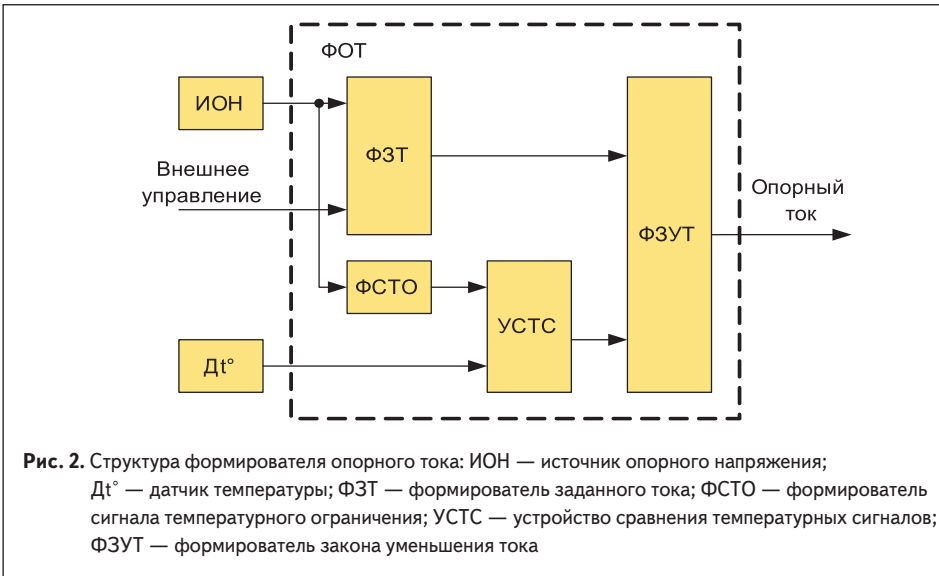 ФОТ
ИОН
ФЗТ
Внешнее
управление
Опорный
ток
ФЗУТ
ФСТО
УСТС
Дt°
Рис. 2. Структура формирователя опорного тока: ИОН — источник опорного напряжения;
Дt° — датчик температуры; ФЗТ — формирователь заданного тока; ФСТО — формирователь
сигнала температурного ограничения; УСТС — устройство сравнения температурных сигналов;
ФЗУТ — формирователь закона уменьшения тока